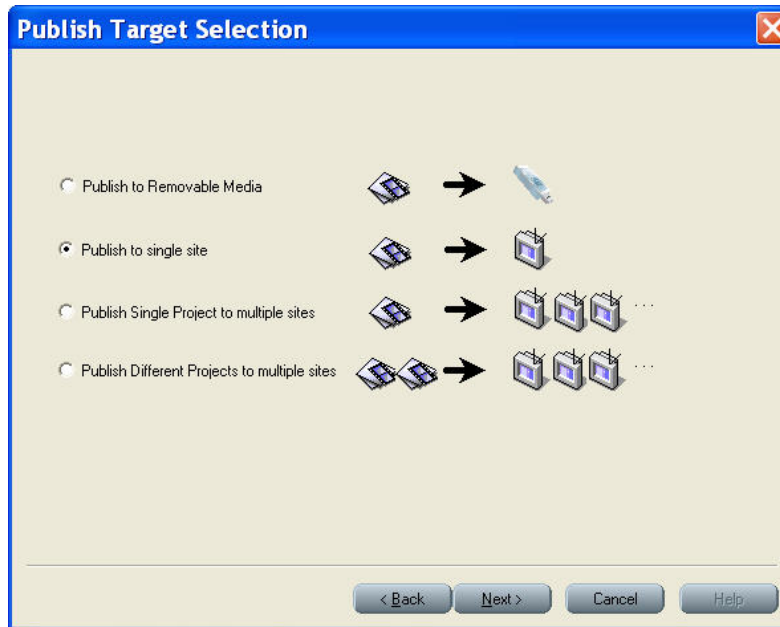 Publish Target Selection
Publish to Removable Media
Publish to single site
Publish Single Project to multiple sites
...
Publish Different Projects to multiple sites
...
< Back
Next >
Cancel
Help